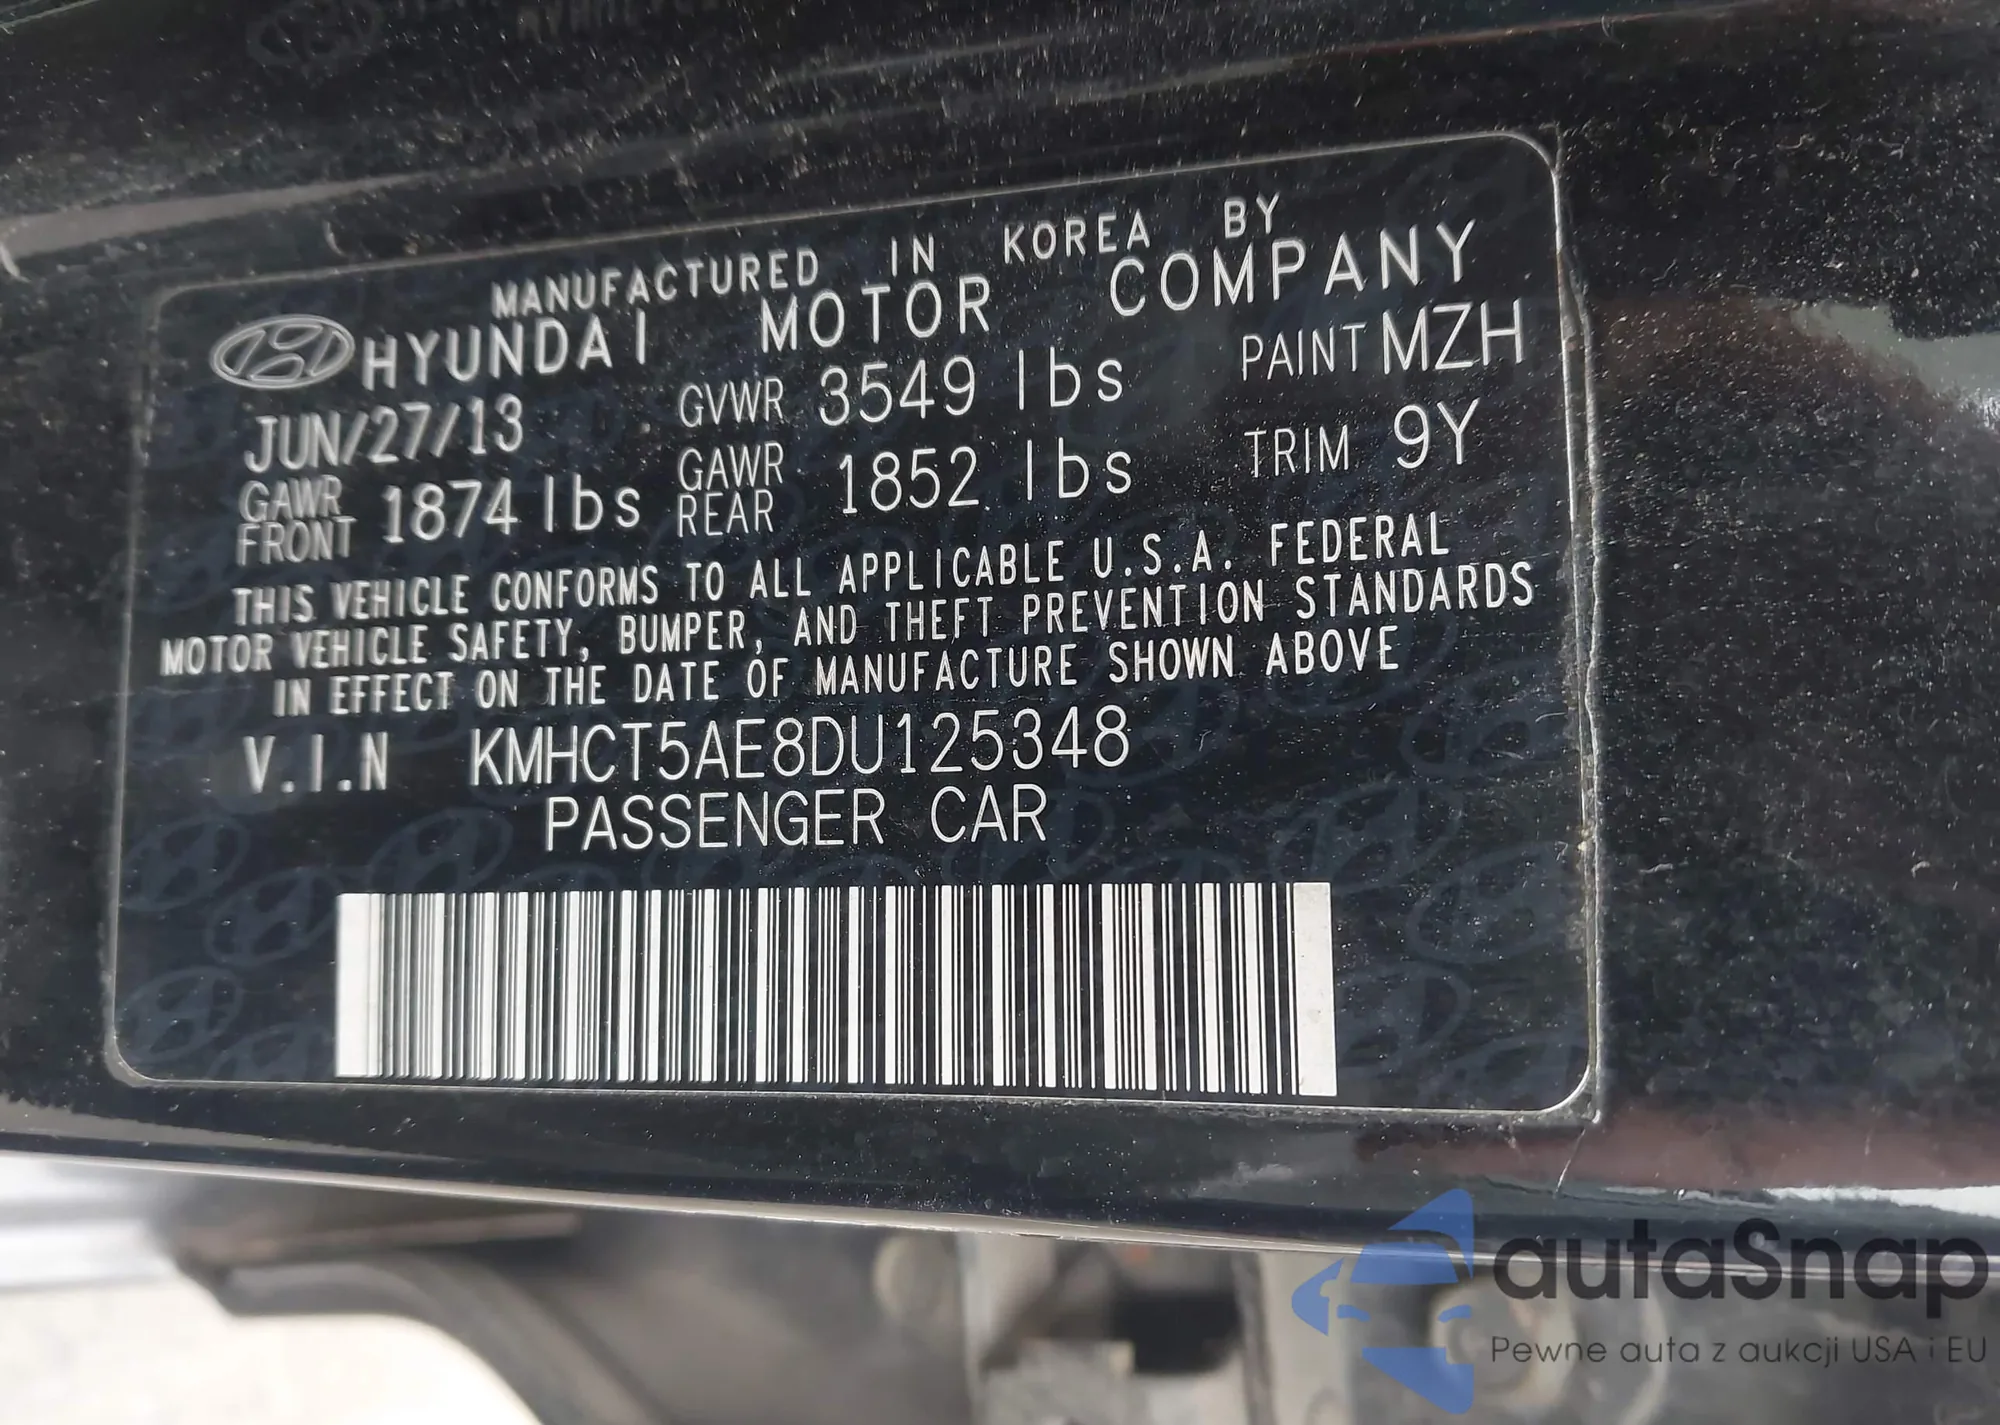 MANUFACTURED IN KOREA BY
HYUNDAI MOTOR COMPANY
JUN/27/13 GVWR 3549 lbs PAINT MZH
GAWR FRONT 1874 lbs GAWR REAR 1852 lbs TRIM 9Y
THIS VEHICLE CONFORMS TO ALL APPLICABLE U.S.A. FEDERAL
MOTOR VEHICLE SAFETY, BUMPER, AND THEFT PREVENTION STANDARDS
IN EFFECT ON THE DATE OF MANUFACTURE SHOWN ABOVE
V.I.N KMHCT5AE8DU125348
PASSENGER CAR
autaSnap
Pewne auta z aukcji USA i EU